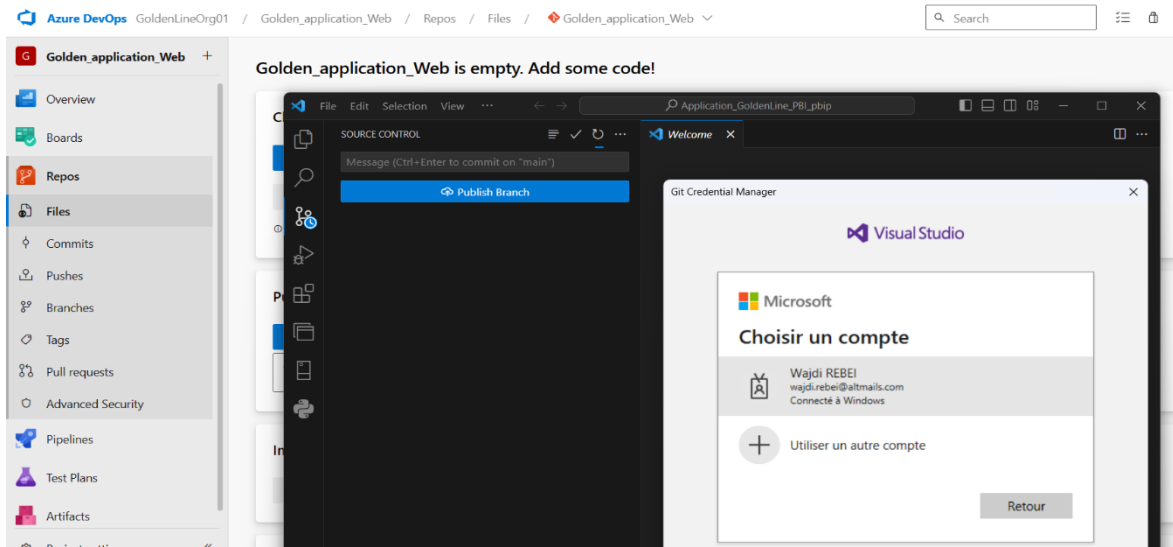 Azure DevOps GoldenLineOrg01 / Golden_application_Web / Repos / Files / Golden_application_Web
Search
G Golden_application_Web +
Overview
Boards
Repos
Files
Commits
Pushes
Branches
Tags
Pull requests
Advanced Security
Pipelines
Test Plans
Artifacts
Golden_application_Web is empty. Add some code!
File Edit Selection View ···
Application_GoldenLine_PBI_pbip
SOURCE CONTROL
Message (Ctrl+Enter to commit on "main")
Publish Branch
Welcome
Git Credential Manager
Visual Studio
Microsoft
Choisir un compte
Wajdi REBEI
wajdi.rebei@altmails.com
Connecté à Windows
Utiliser un autre compte
Retour